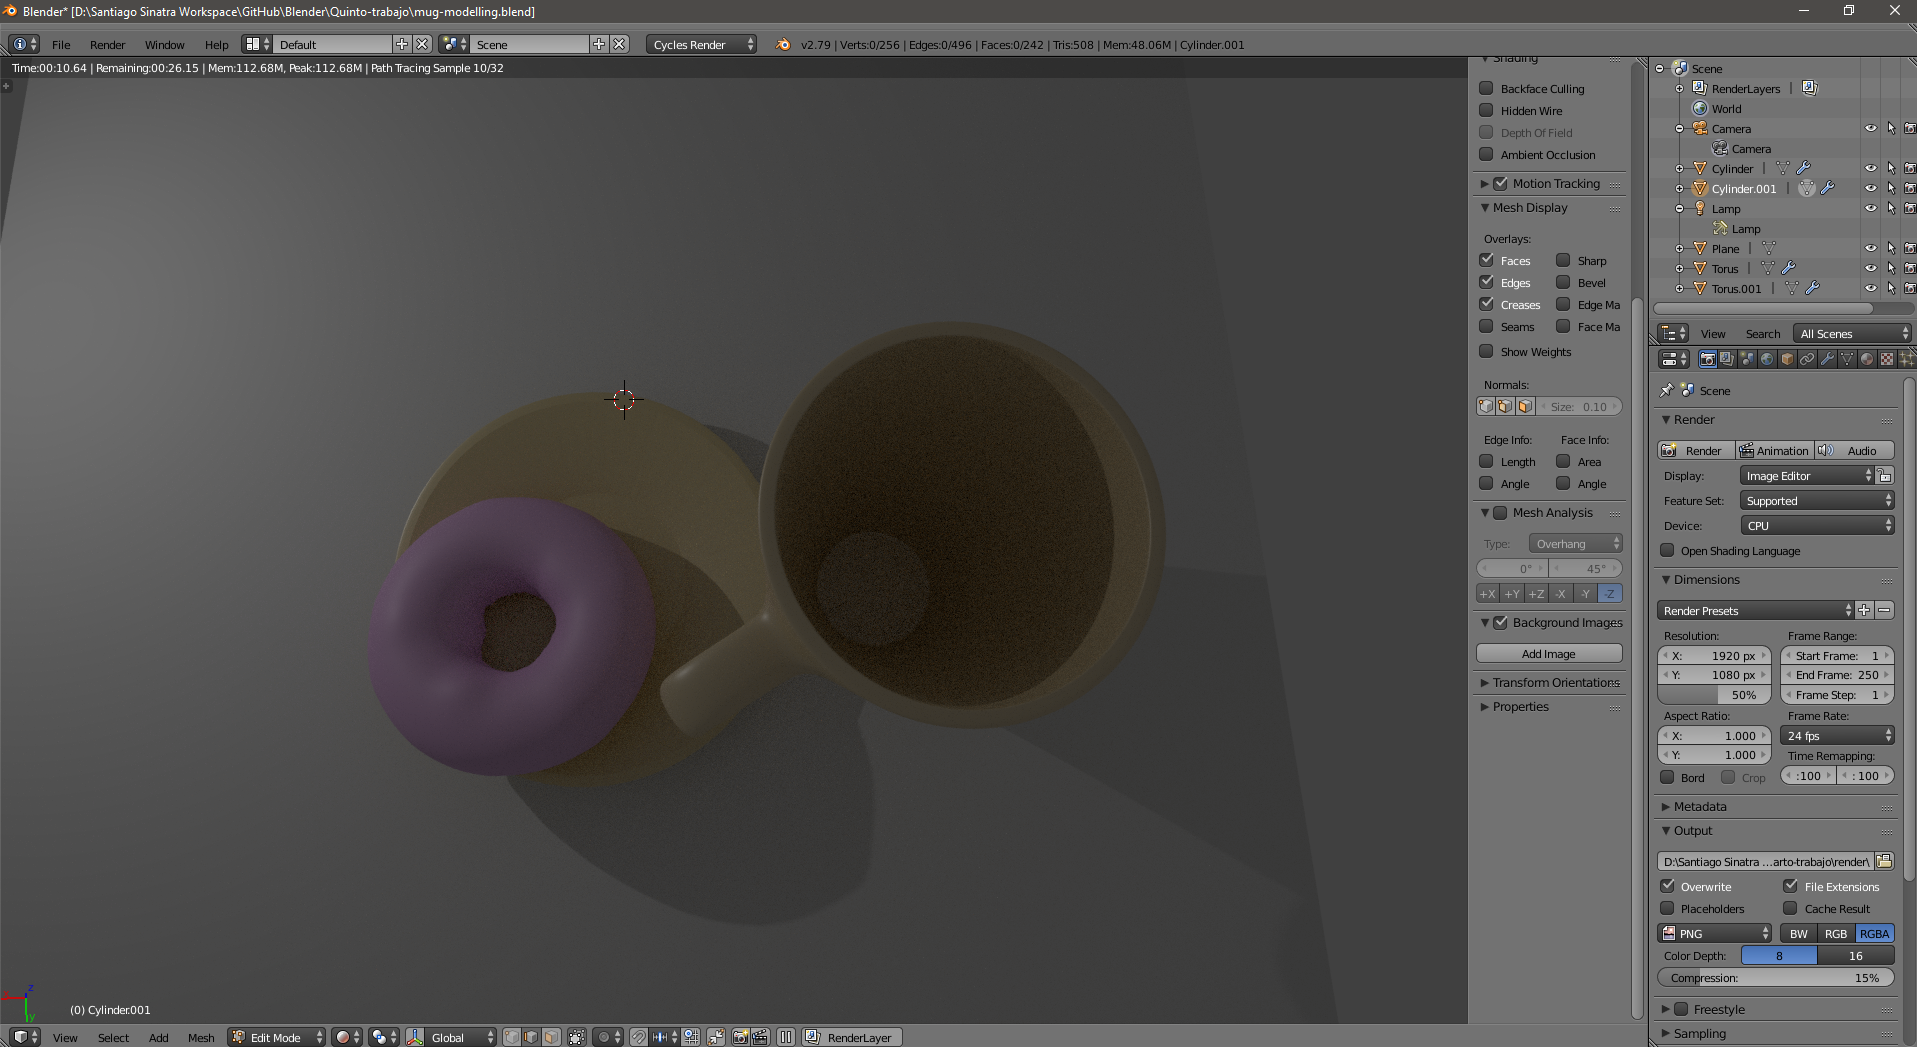 Blender* [D:\Santiago Sinatra Workspace\GitHub\Blender\Quinto-trabajo\mug-modelling.blend]
File Render Window Help Default Scene Cycles Render v2.79 | Verts:0/256 | Edges:0/496 | Faces:0/242 | Tris:508 | Mem:48.06M | Cylinder.001
Time:00:10.64 | Remaining:00:26.15 | Mem:112.68M, Peak:112.68M | Path Tracing Sample 10/32
Shading
Backface Culling
Hidden Wire
Depth Of Field
Ambient Occlusion
Motion Tracking
Mesh Display
Overlays:
Faces Sharp
Edges Bevel
Creases Edge Ma
Seams Face Ma
Show Weights
Normals:
Size: 0.10
Edge Info: Face Info:
Length Area
Angle Angle
Mesh Analysis
Type: Overhang
0° 45°
+X +Y +Z -X -Y -Z
Background Images
Add Image
Transform Orientations
Properties
Scene
RenderLayers
World
Camera
Camera
Cylinder
Cylinder.001
Lamp
Lamp
Plane
Torus
Torus.001
View Search All Scenes
Scene
Render
Render Animation Audio
Display: Image Editor
Feature Set: Supported
Device: CPU
Open Shading Language
Dimensions
Render Presets
Resolution: Frame Range:
X: 1920 px Start Frame: 1
Y: 1080 px End Frame: 250
50% Frame Step: 1
Aspect Ratio: Frame Rate:
X: 1.000 24 fps
Y: 1.000 Time Remapping:
Bord Crop :100 :100
Metadata
Output
D:\Santiago Sinatra ...arto-trabajo\render\
Overwrite File Extensions
Placeholders Cache Result
PNG BW RGB RGBA
Color Depth: 8 16
Compression: 15%
Freestyle
Sampling
z
x
y
(0) Cylinder.001
View Select Add Mesh Edit Mode Global RenderLayer